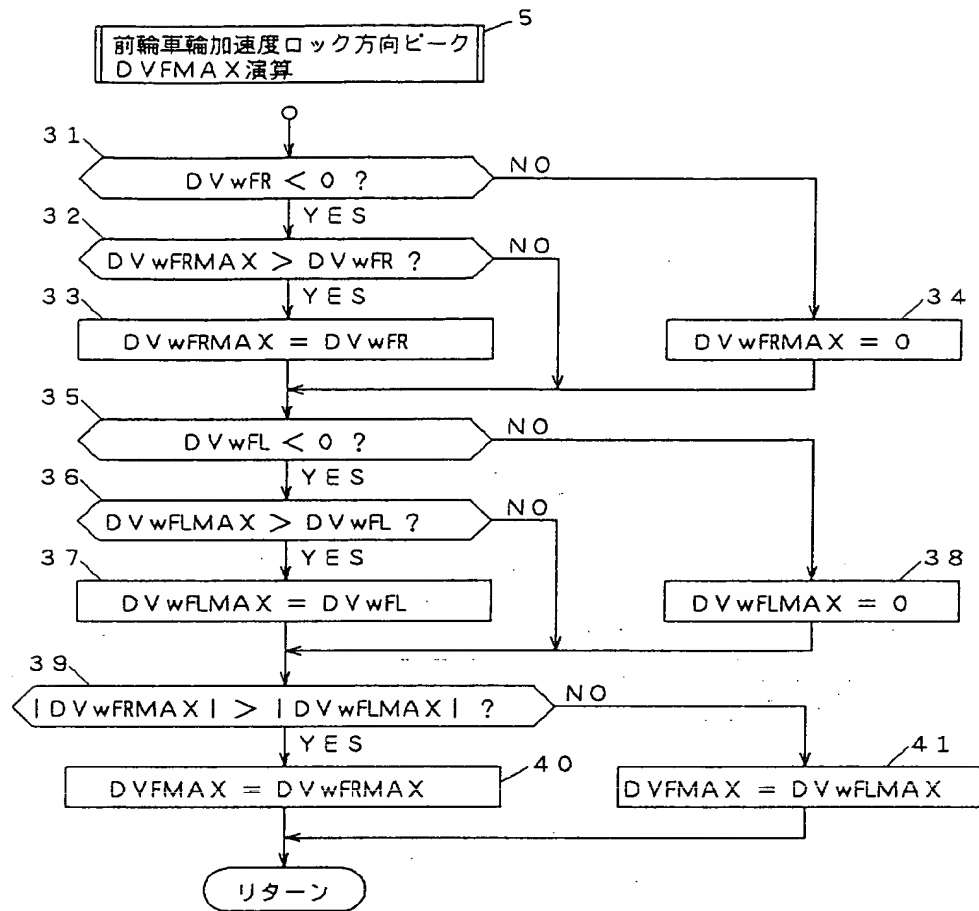 5
前輪車輪加速度ロック方向ピーク
DVFMAX演算
31
DVwFR < 0 ?
NO
YES
32
DVwFRMAX > DVwFR ?
NO
YES
33
DVwFRMAX = DVwFR
34
DVwFRMAX = 0
35
DVwFL < 0 ?
NO
YES
36
DVwFLMAX > DVwFL ?
NO
YES
37
DVwFLMAX = DVwFL
38
DVwFLMAX = 0
39
|DVwFRMAX| > |DVwFLMAX| ?
NO
YES
40
DVFMAX = DVwFRMAX
41
DVFMAX = DVwFLMAX
リターン